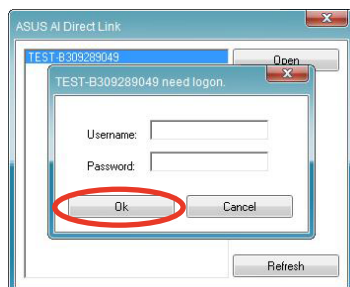 ASUS AI Direct Link
TEST-B309289049
Open
TEST-B309289049 need logon.
Username:
Password:
Ok
Cancel
Refresh